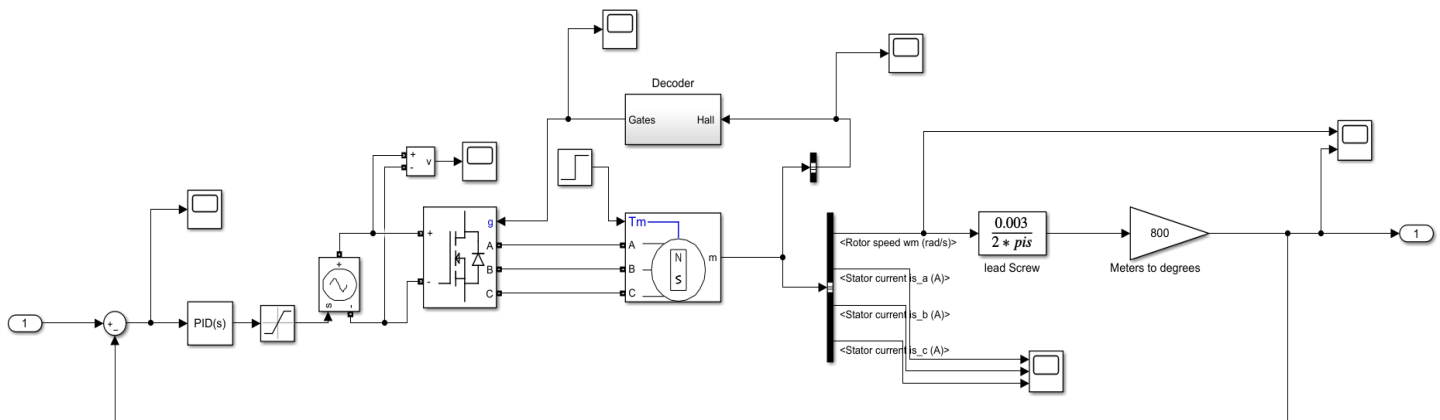 Decoder
Gates
Hall
+
-
v
g
+
-
A
B
C
Tm
A
B
C
N
S
m
<Rotor speed wm (rad/s)>
<Stator current is_a (A)>
<Stator current is_b (A)>
<Stator current is_c (A)>
0.003
2 * pis
lead Screw
800
Meters to degrees
1
1
+
-
PID(s)
+
s
-